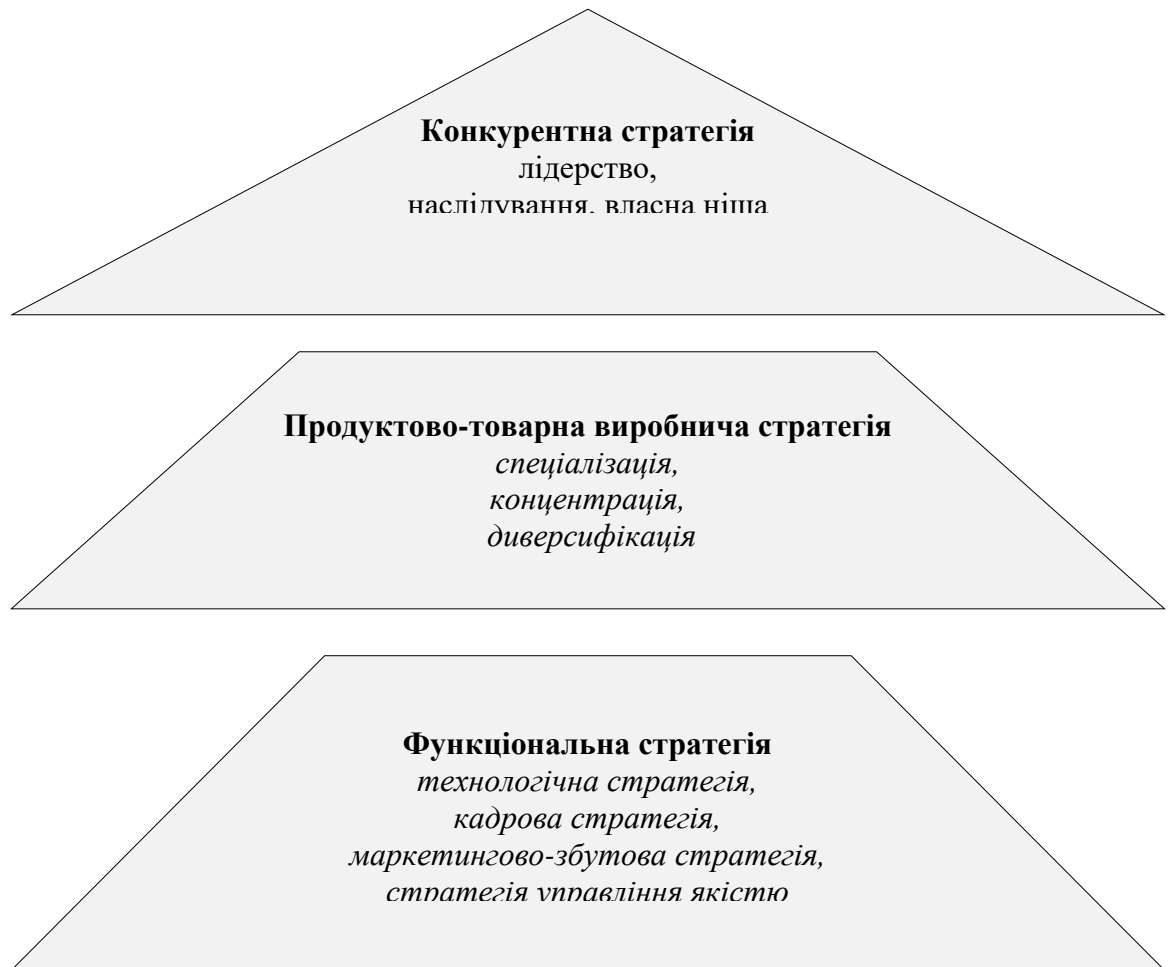 Конкурентна стратегія
лідерство,
наслідування, власна ніша
Продуктово-товарна виробнича стратегія
спеціалізація,
концентрація,
диверсифікація
Функціональна стратегія
технологічна стратегія,
кадрова стратегія,
маркетингово-збутова стратегія,
стратегія управління якістю